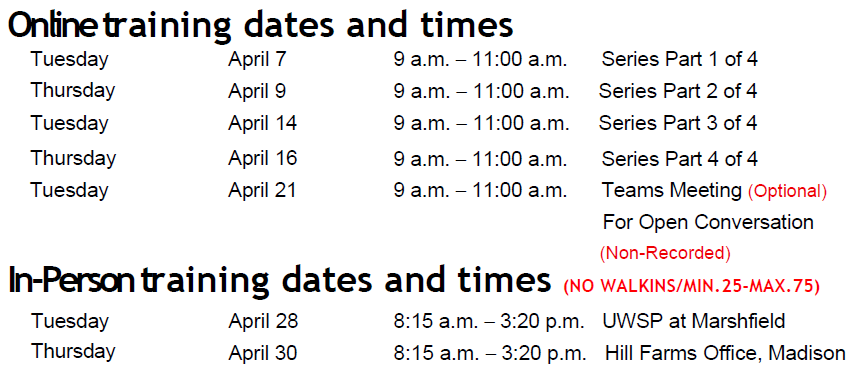 Online training dates and times
Tuesday April 7 9 a.m. – 11:00 a.m. Series Part 1 of 4
Thursday April 9 9 a.m. – 11:00 a.m. Series Part 2 of 4
Tuesday April 14 9 a.m. – 11:00 a.m. Series Part 3 of 4
Thursday April 16 9 a.m. – 11:00 a.m. Series Part 4 of 4
Tuesday April 21 9 a.m. – 11:00 a.m. Teams Meeting (Optional)
For Open Conversation
(Non-Recorded)
In-Person training dates and times (NO WALKINS/MIN.25-MAX.75)
Tuesday April 28 8:15 a.m. – 3:20 p.m. UWSP at Marshfield
Thursday April 30 8:15 a.m. – 3:20 p.m. Hill Farms Office, Madison